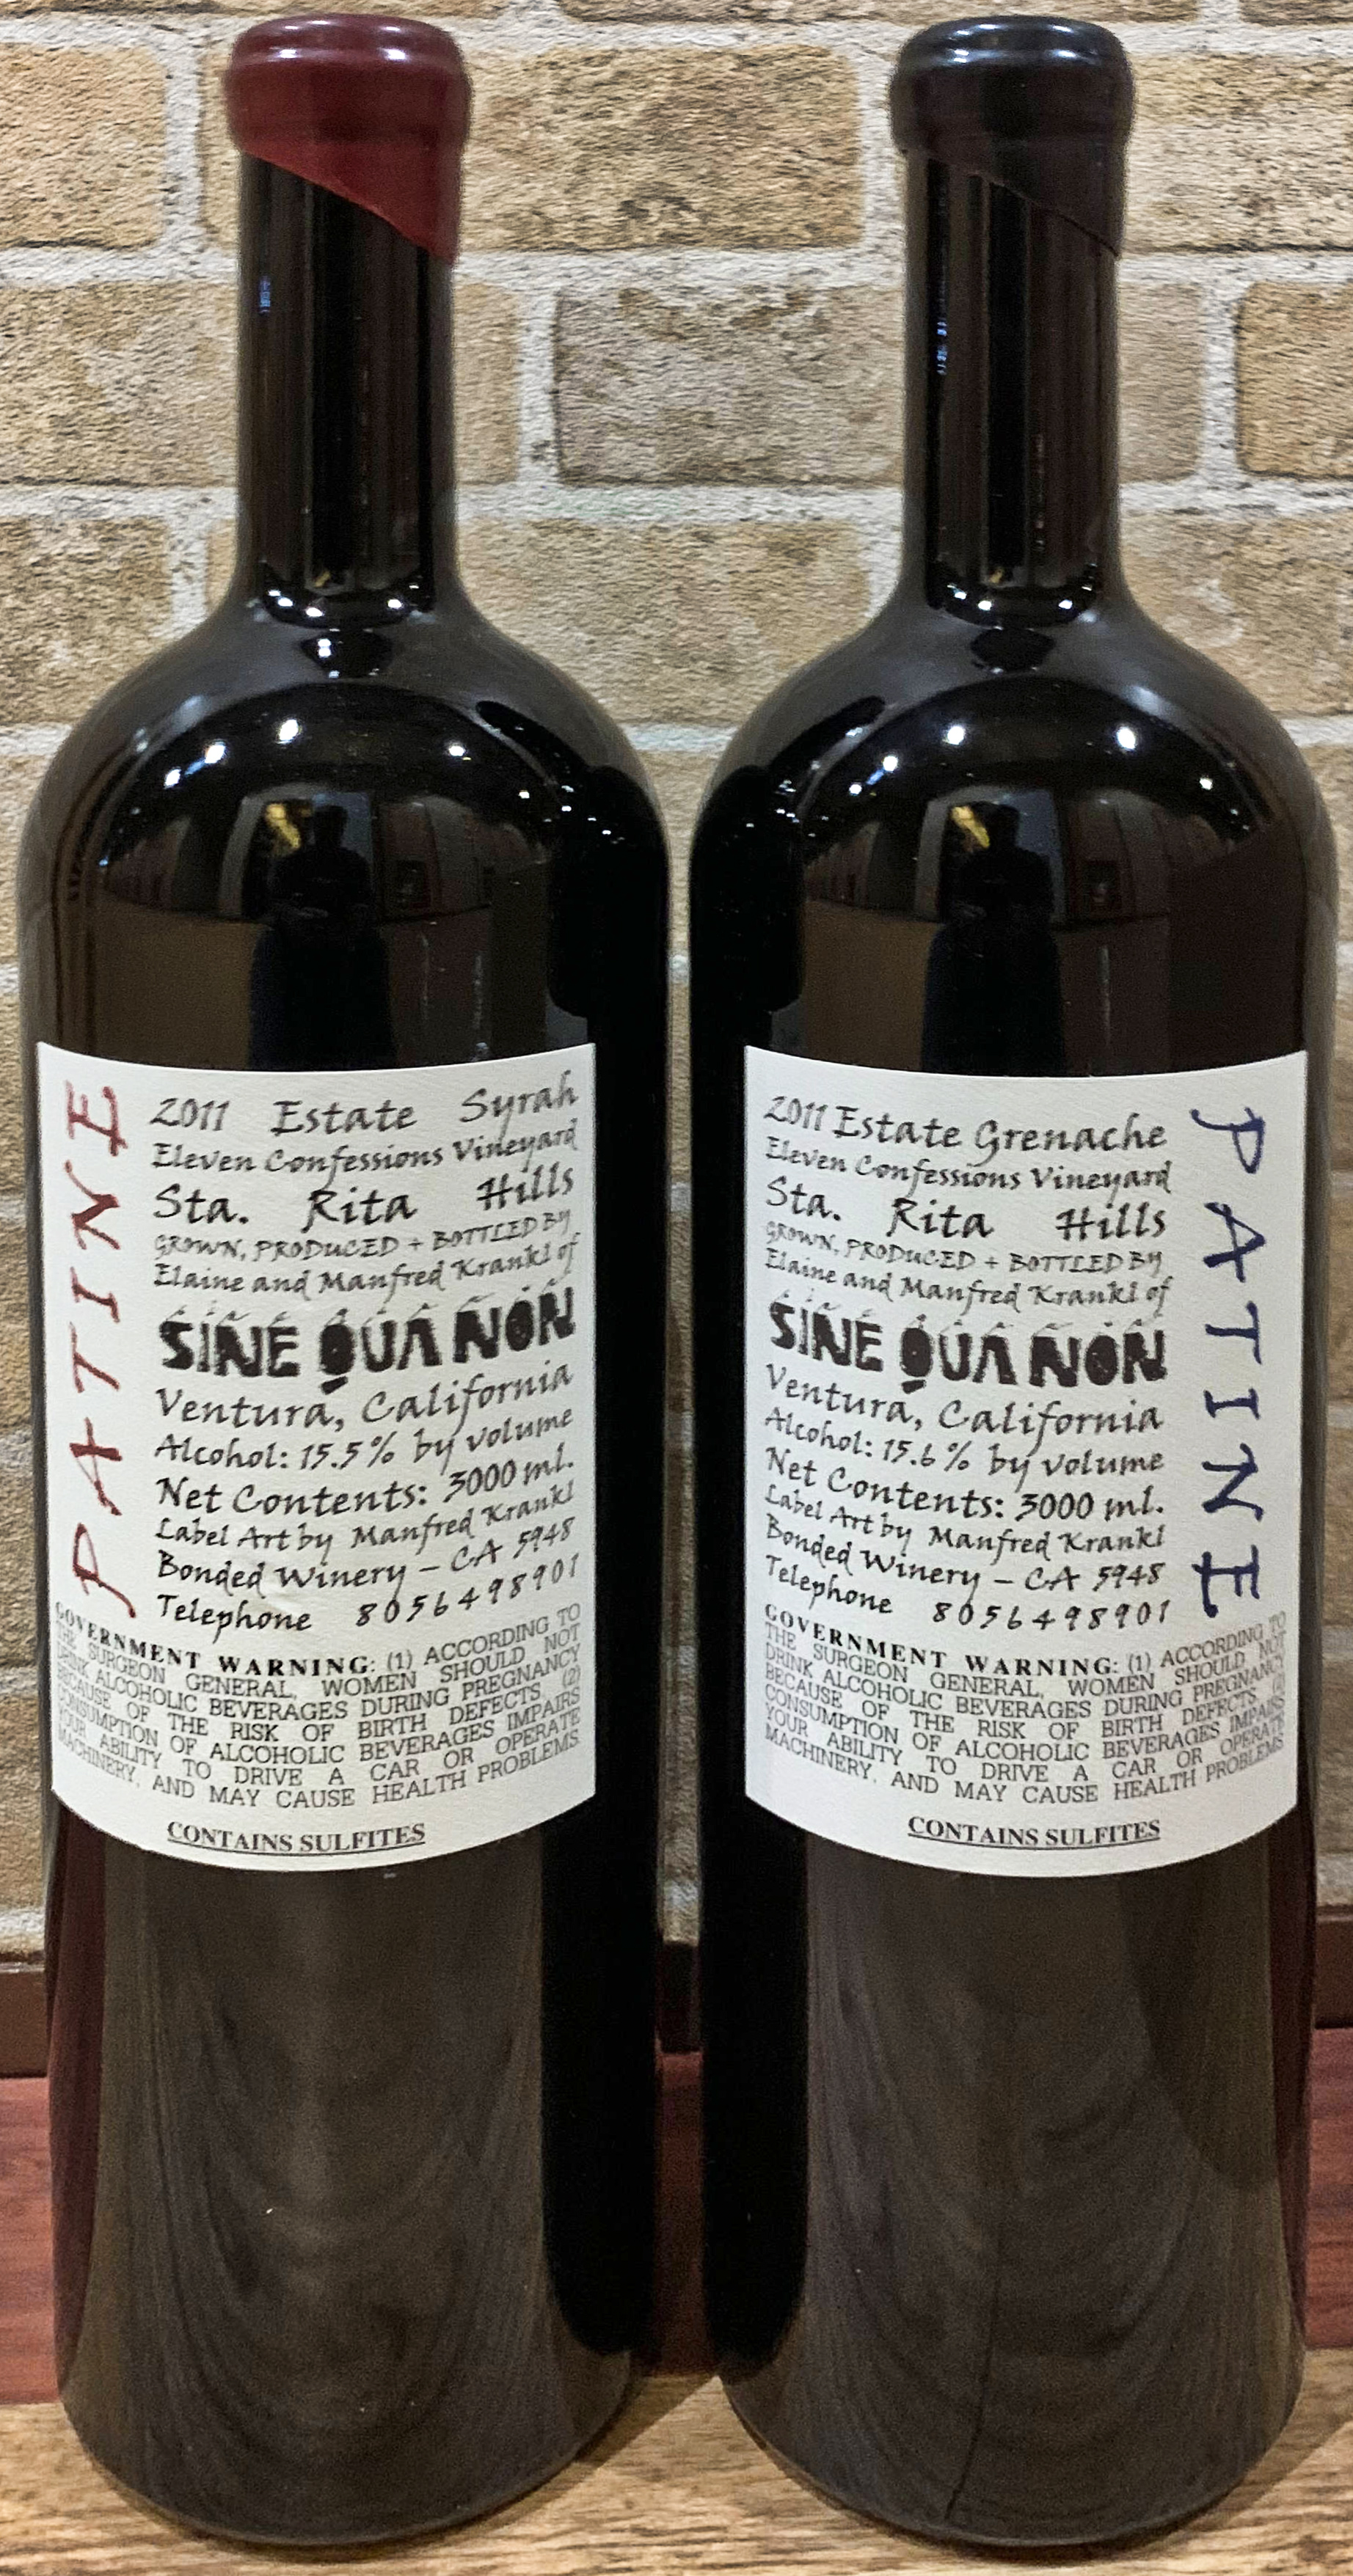 PATINE
2011 Estate Syrah
Eleven Confessions Vineyard
Sta. Rita Hills
GROWN, PRODUCED + BOTTLED BY
Elaine and Manfred Krankl of
SINE QUA NON
Ventura, California
Alcohol: 15.5% by volume
Net Contents: 3000 ml.
Label Art by Manfred Krankl
Bonded Winery – CA 5948
Telephone 8056498901
GOVERNMENT WARNING: (1) ACCORDING TO
THE SURGEON GENERAL, WOMEN SHOULD NOT
DRINK ALCOHOLIC BEVERAGES DURING PREGNANCY
BECAUSE OF THE RISK OF BIRTH DEFECTS (2)
CONSUMPTION OF ALCOHOLIC BEVERAGES IMPAIRS
YOUR ABILITY TO DRIVE A CAR OR OPERATE
MACHINERY, AND MAY CAUSE HEALTH PROBLEMS
CONTAINS SULFITES
2011 Estate Grenache
Eleven Confessions Vineyard
Sta. Rita Hills
GROWN, PRODUCED + BOTTLED BY
Elaine and Manfred Krankl of
SINE QUA NON
Ventura, California
Alcohol: 15.6% by volume
Net Contents: 3000 ml.
Label Art by Manfred Krankl
Bonded Winery – CA 5948
Telephone 8056498901
PATINE
GOVERNMENT WARNING: (1) ACCORDING TO
THE SURGEON GENERAL, WOMEN SHOULD NOT
DRINK ALCOHOLIC BEVERAGES DURING PREGNANCY
BECAUSE OF THE RISK OF BIRTH DEFECTS (2)
CONSUMPTION OF ALCOHOLIC BEVERAGES IMPAIRS
YOUR ABILITY TO DRIVE A CAR OR OPERATE
MACHINERY, AND MAY CAUSE HEALTH PROBLEMS
CONTAINS SULFITES